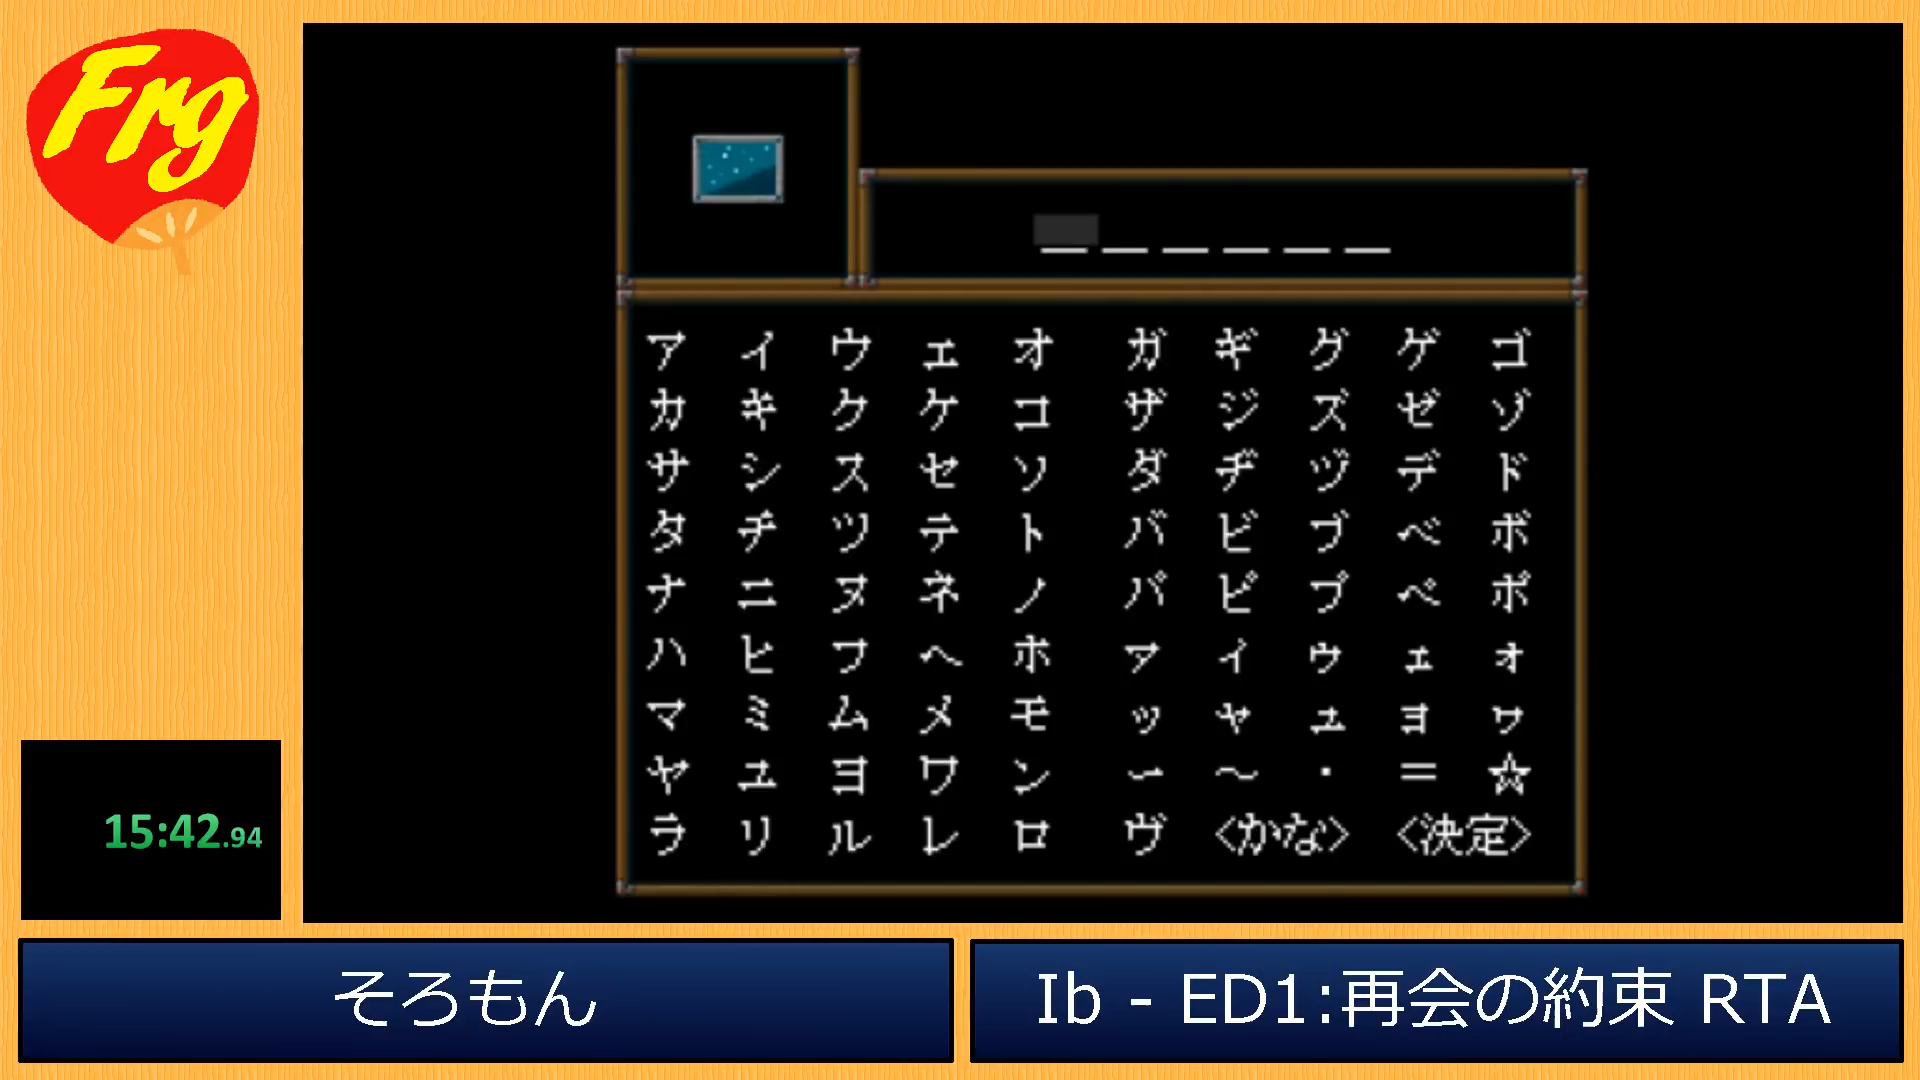 Frg
ア イ ウ エ オ ガ ギ グ ゲ ゴ
カ キ ク ケ コ ザ ジ ズ ゼ ゾ
サ シ ス セ ソ ダ ヂ ヅ デ ド
タ チ ツ テ ト バ ビ ブ ベ ボ
ナ ニ ヌ ネ ノ パ ピ プ ペ ポ
ハ ヒ フ ヘ ホ ァ ィ ゥ ェ ォ
マ ミ ム メ モ ッ ャ ュ ョ ヮ
ヤ ユ ヨ ワ ン ー ～ ・ ＝ ☆
ラ リ ル レ ロ ヴ <かな> <決定>
15:42.94
そろもん
Ib - ED1:再会の約束 RTA